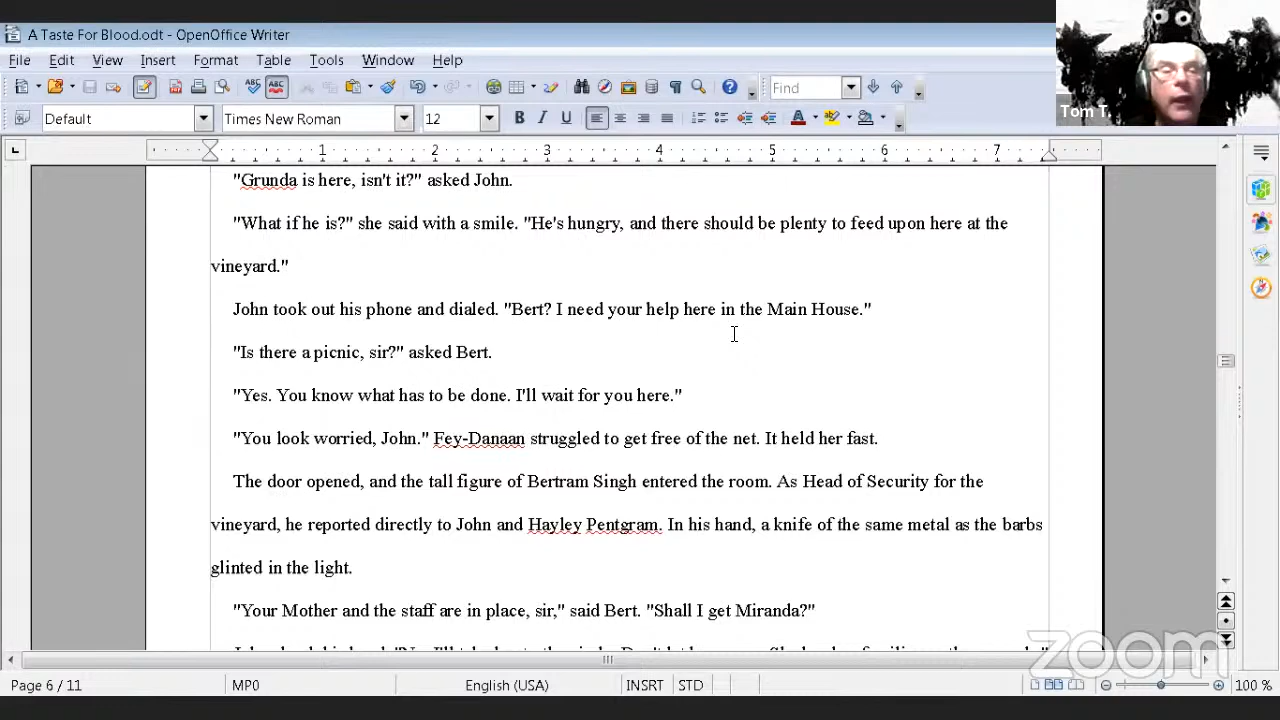 A Taste For Blood.odt - OpenOffice Writer
File Edit View Insert Format Table Tools Window Help
Find
Default Times New Roman 12
Tom T.
1 2 3 4 5 6 7
"Grunda is here, isn't it?" asked John.
"What if he is?" she said with a smile. "He's hungry, and there should be plenty to feed upon here at the
vineyard."
John took out his phone and dialed. "Bert? I need your help here in the Main House."
"Is there a picnic, sir?" asked Bert.
"Yes. You know what has to be done. I'll wait for you here."
"You look worried, John." Fey-Danaan struggled to get free of the net. It held her fast.
The door opened, and the tall figure of Bertram Singh entered the room. As Head of Security for the
vineyard, he reported directly to John and Hayley Pentgram. In his hand, a knife of the same metal as the barbs
glinted in the light.
"Your Mother and the staff are in place, sir," said Bert. "Shall I get Miranda?"
zoom
Page 6 / 11 MP0 English (USA) INSRT STD 100 %